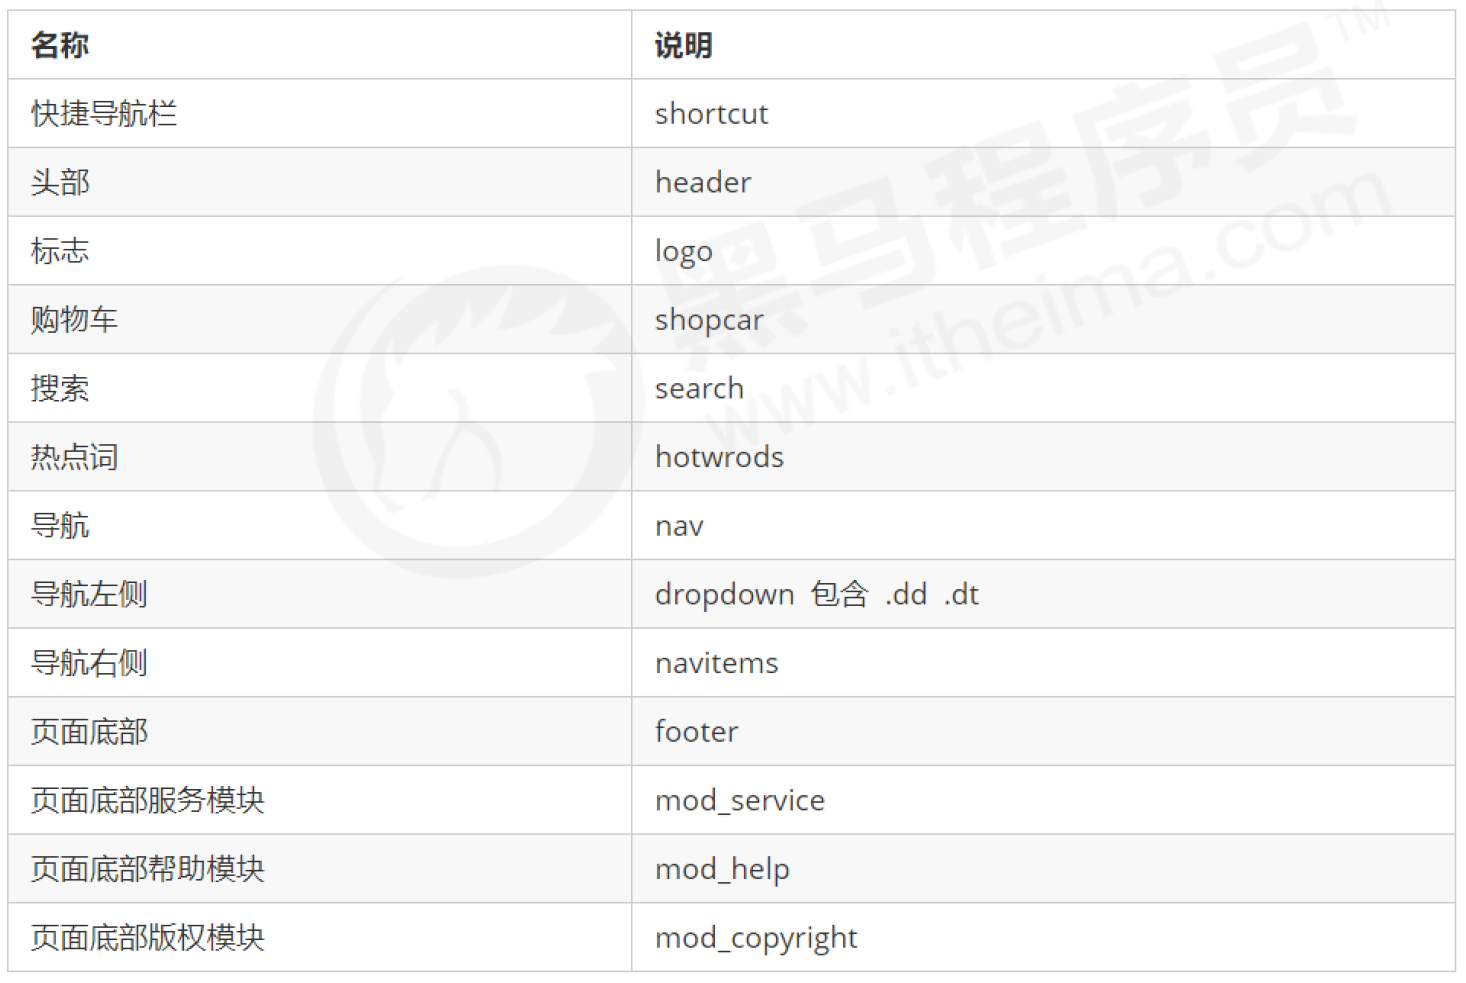 名称 说明
快捷导航栏 shortcut
头部 header
标志 logo
购物车 shopcar
搜索 search
热点词 hotwrods
导航 nav
导航左侧 dropdown 包含 .dd .dt
导航右侧 navitems
页面底部 footer
页面底部服务模块 mod_service
页面底部帮助模块 mod_help
页面底部版权模块 mod_copyright
黑马程序员™
www.itheima.com